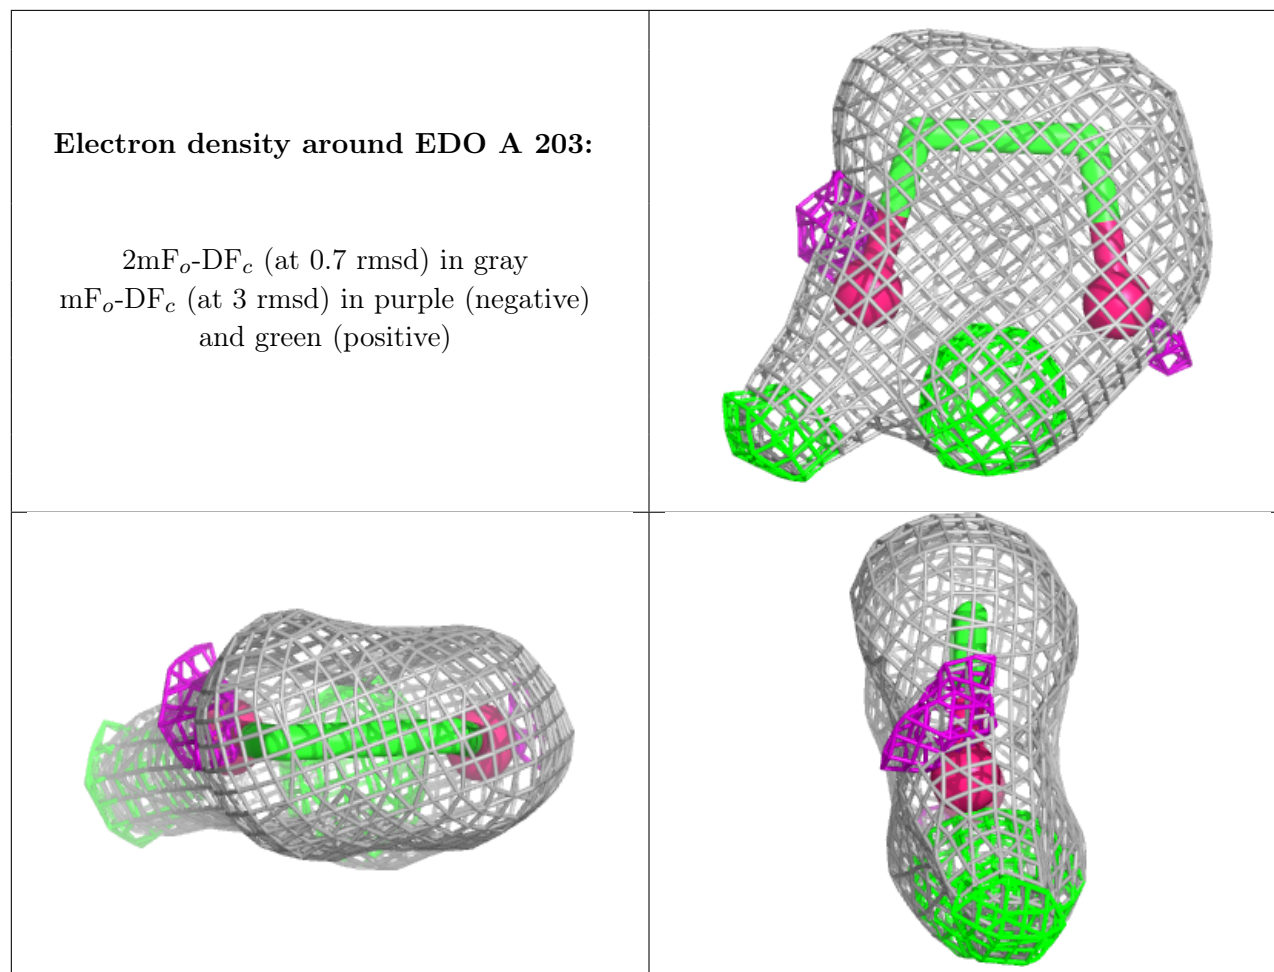 Electron density around EDO A 203:
2mFo-DFc (at 0.7 rmsd) in gray
mFo-DFc (at 3 rmsd) in purple (negative)
and green (positive)